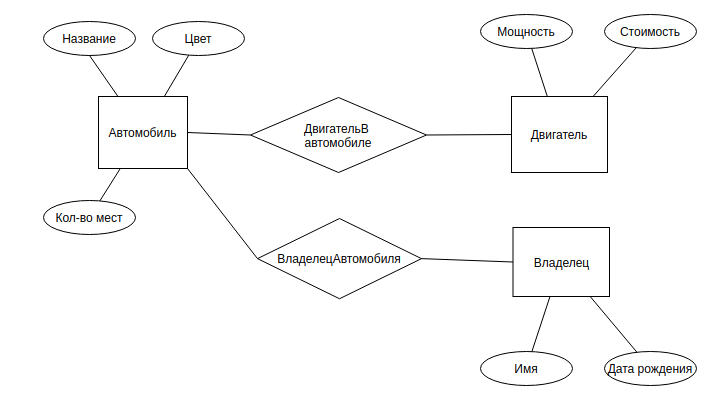 Название
Цвет
Мощность
Стоимость
Автомобиль
ДвигательВ
автомобиле
Двигатель
Кол-во мест
ВладелецАвтомобиля
Владелец
Имя
Дата рождения